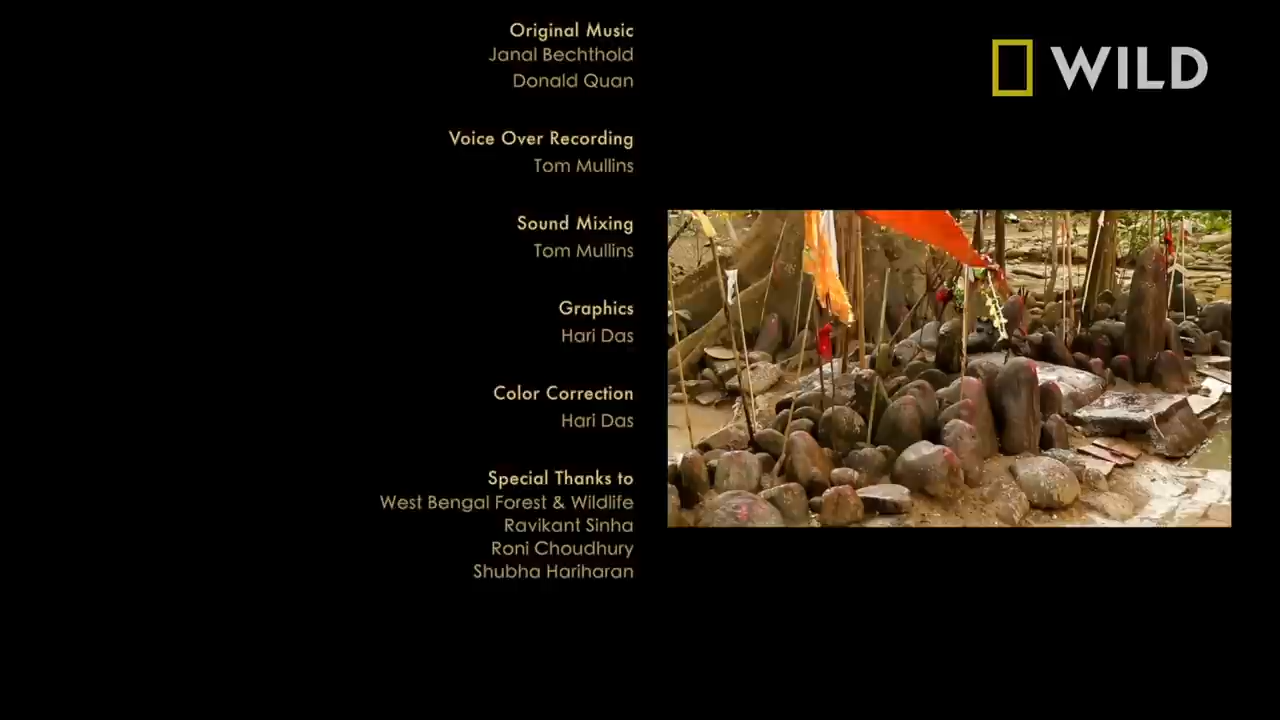 Original Music
Janal Bechthold
Donald Quan
Voice Over Recording
Tom Mullins
Sound Mixing
Tom Mullins
Graphics
Hari Das
Color Correction
Hari Das
Special Thanks to
West Bengal Forest & Wildlife
Ravikant Sinha
Roni Choudhury
Shubha Hariharan
WILD